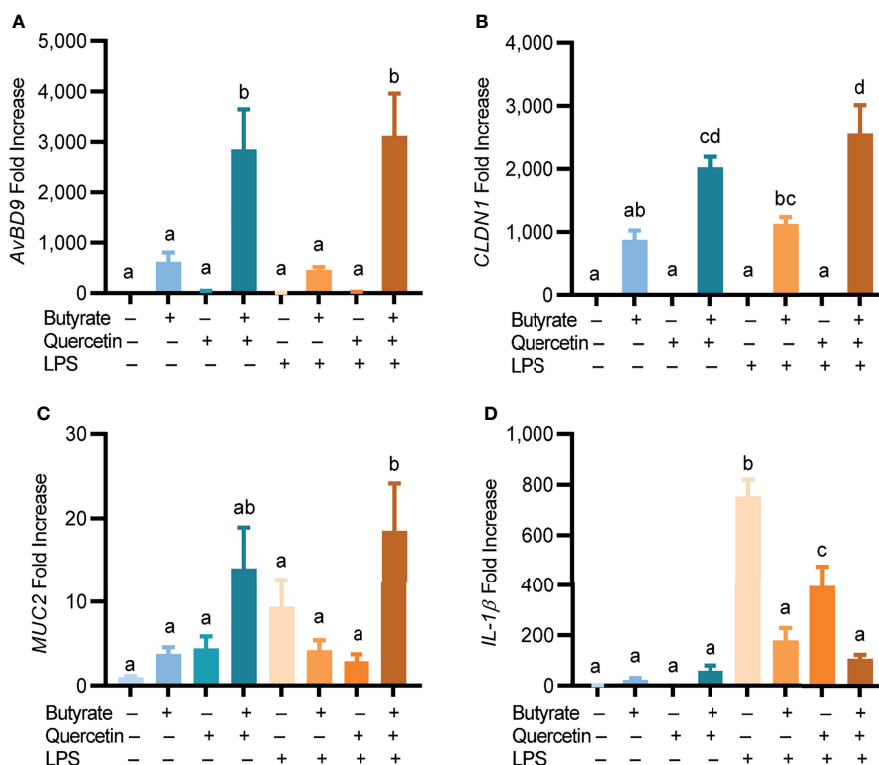 A
AvBD9 Fold Increase
5,000
4,000
3,000
2,000
1,000
0
a a a b a a a b
Butyrate – + – + – + – +
Quercetin – – + + – – + +
LPS – – – – + + + +
B
CLDN1 Fold Increase
4,000
3,000
2,000
1,000
0
a ab a cd a bc a d
Butyrate – + – + – + – +
Quercetin – – + + – – + +
LPS – – – – + + + +
C
MUC2 Fold Increase
30
20
10
0
a a a ab a a a b
Butyrate – + – + – + – +
Quercetin – – + + – – + +
LPS – – – – + + + +
D
IL-1β Fold Increase
1,000
800
600
400
200
0
a a a a b a c a
Butyrate – + – + – + – +
Quercetin – – + + – – + +
LPS – – – – + + + +